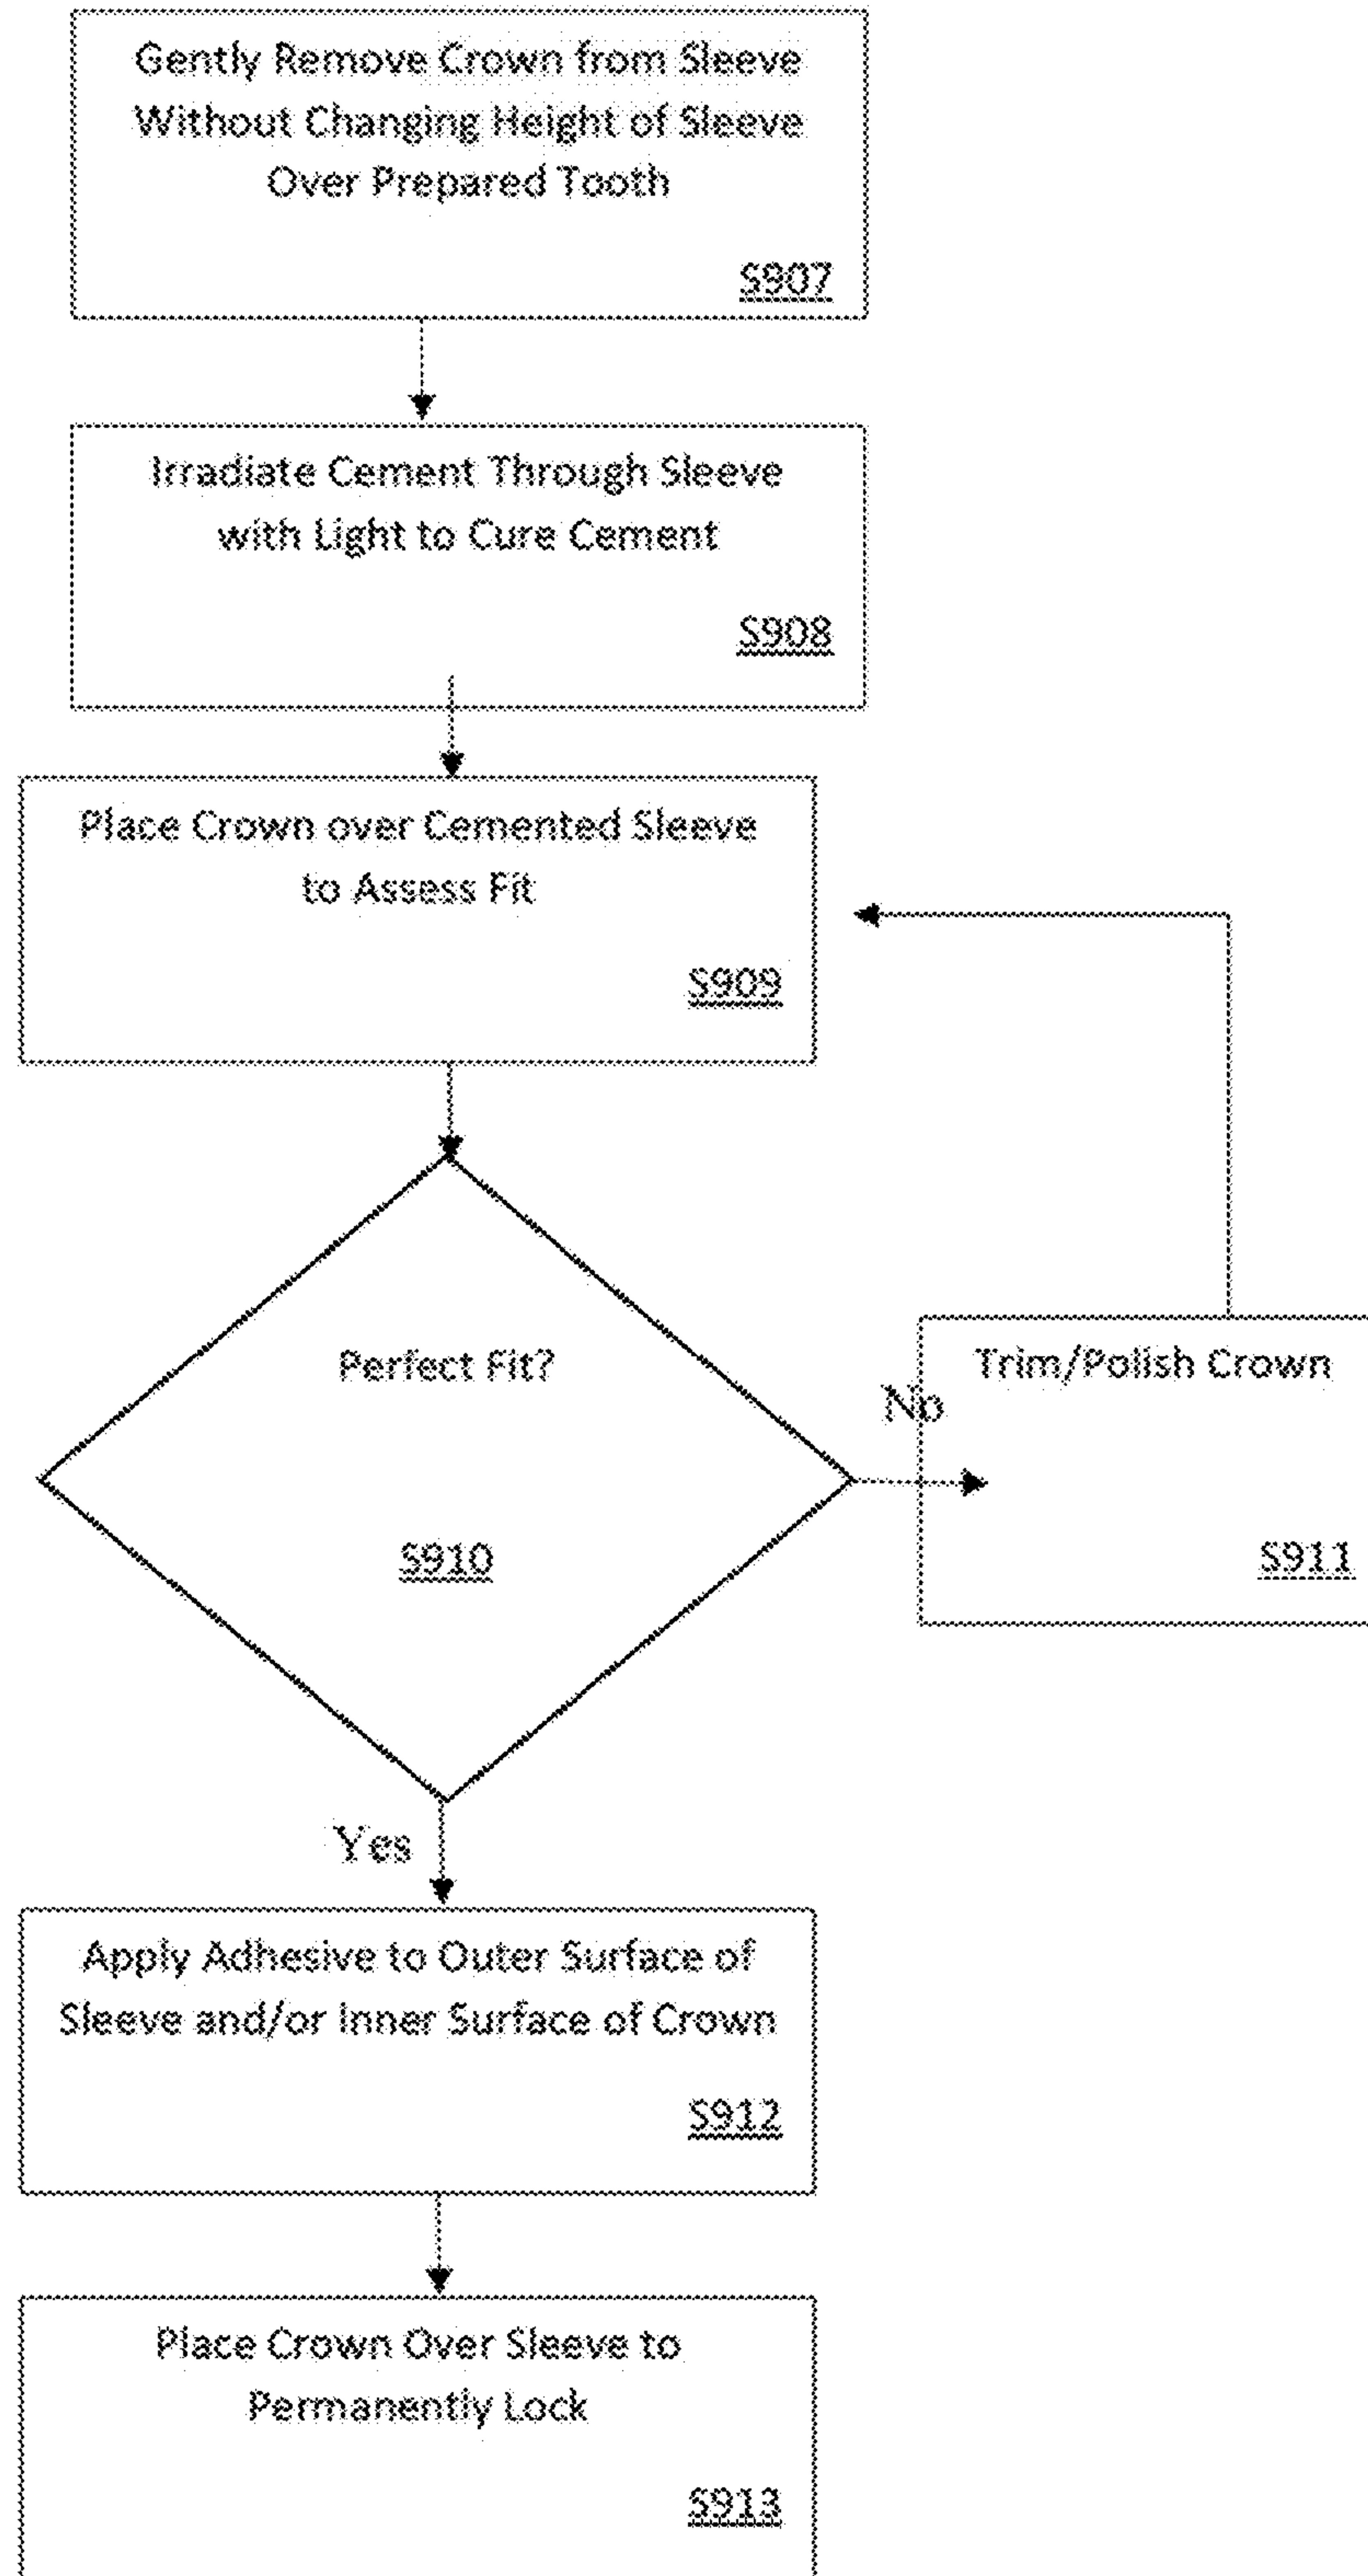 Gently Remove Crown from Sleeve
Without Changing Height of Sleeve
Over Prepared Tooth
S907
Irradiate Cement Through Sleeve
with Light to Cure Cement
S908
Place Crown over Cemented Sleeve
to Assess Fit
S909
Perfect Fit?
S910
No
Trim/Polish Crown
S911
Yes
Apply Adhesive to Outer Surface of
Sleeve and/or Inner Surface of Crown
S912
Place Crown Over Sleeve to
Permanently Lock
S913